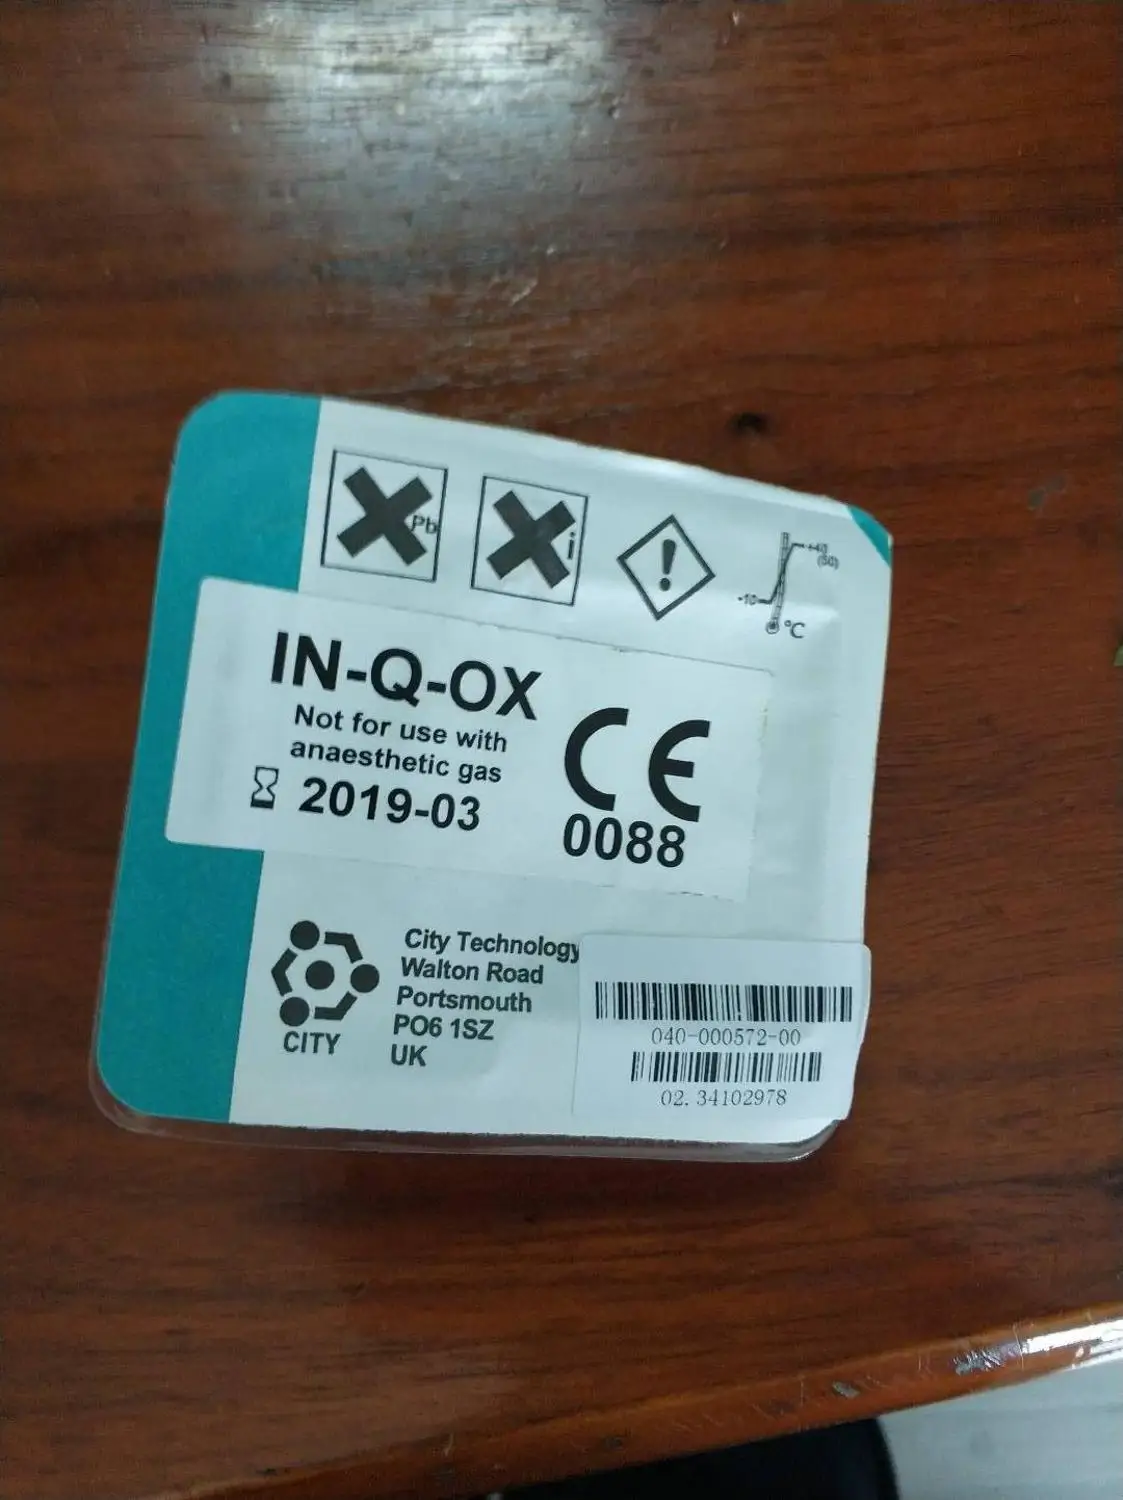 Pb
i
+40
(50)
-10
°C
IN-Q-OX
Not for use with
anaesthetic gas
2019-03
CE
0088
CITY
City Technology
Walton Road
Portsmouth
PO6 1SZ
UK
040-000572-00
02. 34102978